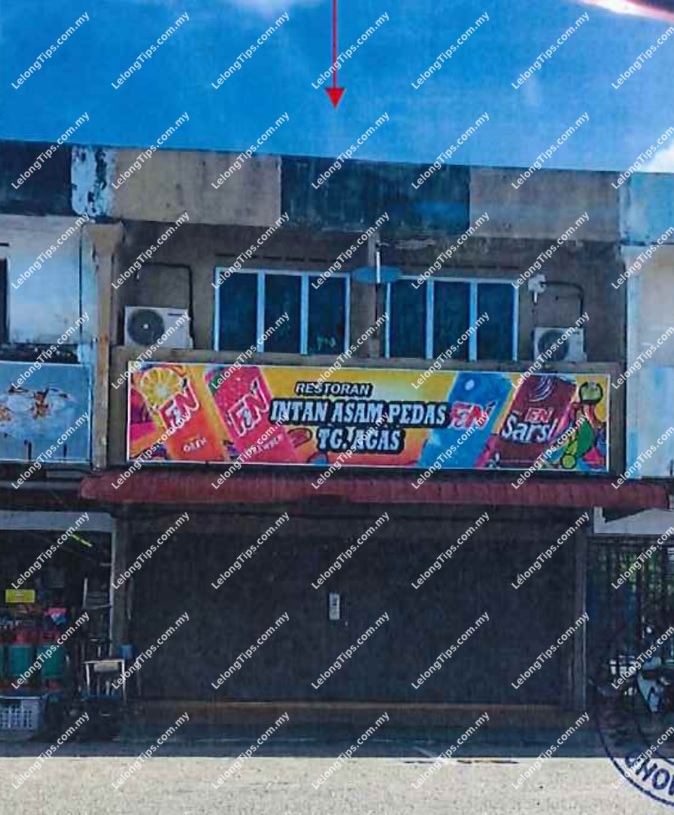 RESTORAN
INTAN ASAM PEDAS
TG.AGAS
F&N
F&N
F&N
F&N
Sarsi
LelongTips.com.my